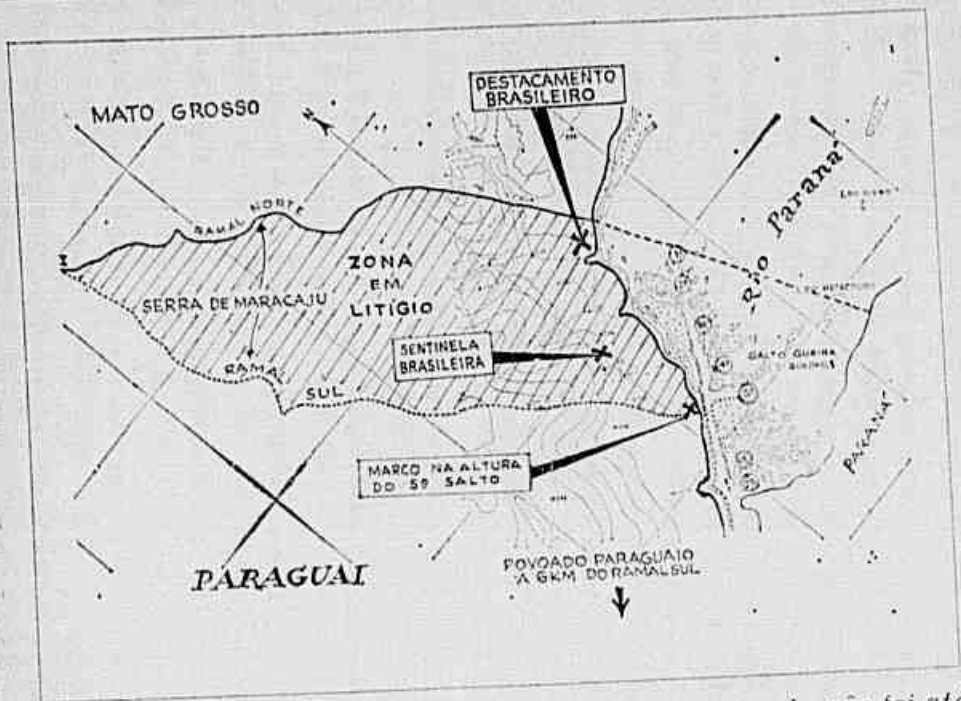 DESTACAMENTO
BRASILEIRO
MATO GROSSO
N
RIO Paraná
RAMAL NORTE
ZONA
EM
LITÍGIO
SERRA DE MARACAJU
SENTINELA
BRASILEIRA
SALTO GUAIRA
RAMAL SUL
PARANÁ
MARCO NA ALTURA
DO 5º SALTO
PARAGUAI
POVOADO PARAGUAIO
A 6KM DO RAMAL SUL